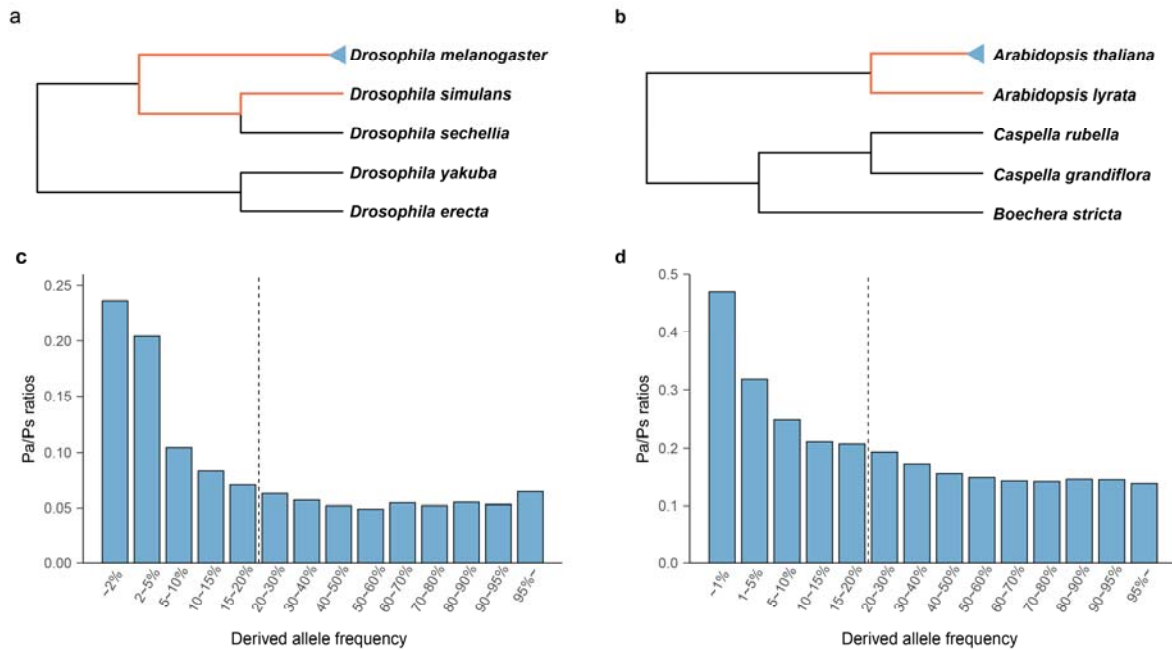 a
Drosophila melanogaster
Drosophila simulans
Drosophila sechellia
Drosophila yakuba
Drosophila erecta
b
Arabidopsis thaliana
Arabidopsis lyrata
Caspella rubella
Caspella grandiflora
Boechera stricta
c
Pa/Ps ratios
0.25
0.20
0.15
0.10
0.05
0.00
~2%
2~5%
5~10%
10~15%
15~20%
20~30%
30~40%
40~50%
50~60%
60~70%
70~80%
80~90%
90~95%
95%~
Derived allele frequency
d
Pa/Ps ratios
0.5
0.4
0.3
0.2
0.1
0.0
~1%
1~5%
5~10%
10~15%
15~20%
20~30%
30~40%
40~50%
50~60%
60~70%
70~80%
80~90%
90~95%
95%~
Derived allele frequency